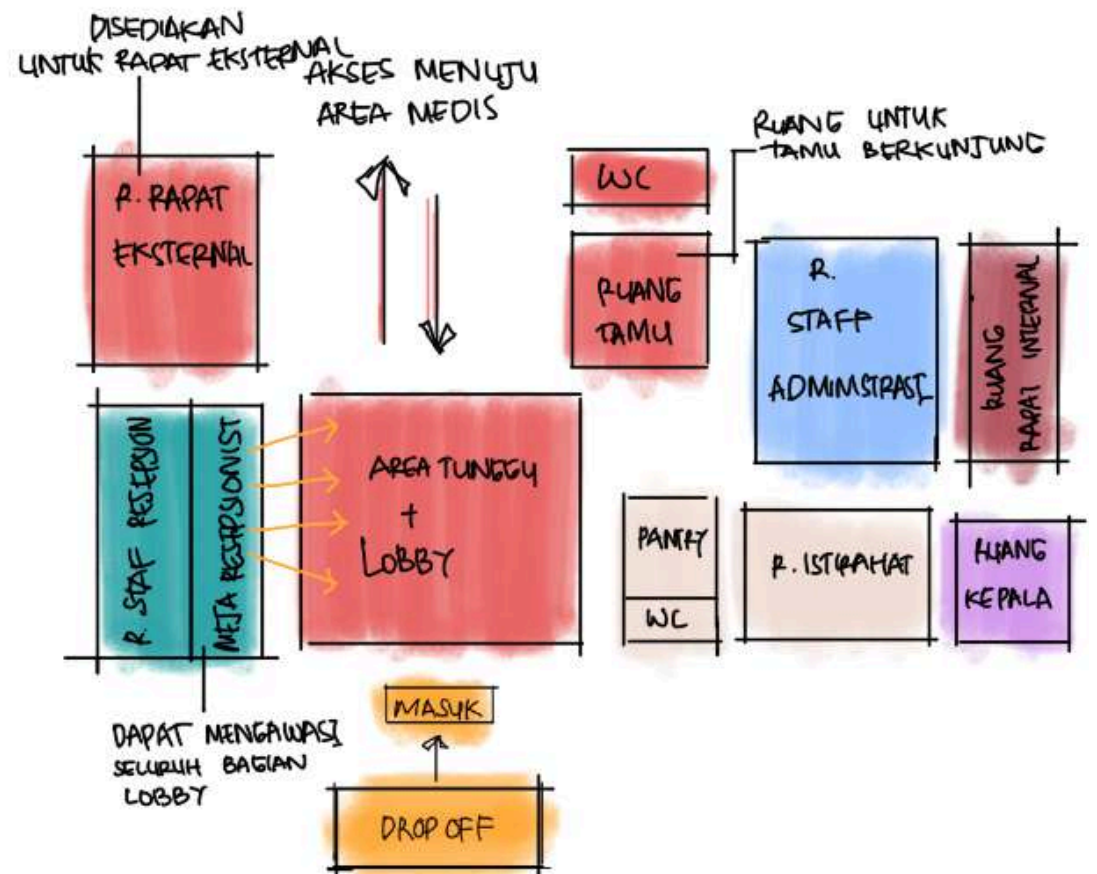 DISEDIAKAN
UNTUK RAPAT EKSTERNAL
AKSES MENUJU
AREA MEDIS
RUANG UNTUK
TAMU BERKUNJUNG
R. RAPAT
EKSTERNAL
WC
RUANG
TAMU
R.
STAFF
ADMINISTRASI
RUANG
RAPAT INTERNAL
R. STAF RESEPSION
MEJA RESEPSIONIST
AREA TUNGGU
+
LOBBY
PANTRY
WC
R. ISTIRAHAT
RUANG
KEPALA
MASUK
DAPAT MENGAWASI
SELURUH BAGIAN
LOBBY
DROP OFF